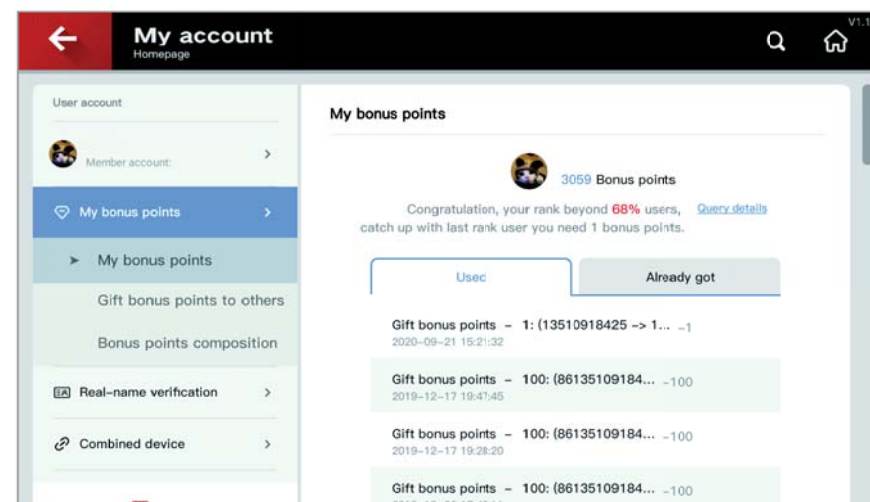 V1.1
My account
Homepage
User account
Member account:
My bonus points
My bonus points
Gift bonus points to others
Bonus points composition
Real-name verification
Combined device
My bonus points
3059 Bonus points
Congratulation, your rank beyond 68% users, Query details
catch up with last rank user you need 1 bonus points.
Used Already got
Gift bonus points – 1: (13510918425 -> 1... -1
2020-09-21 15:21:32
Gift bonus points – 100: (86135109184... -100
2019-12-17 19:47:45
Gift bonus points – 100: (86135109184... -100
2019-12-17 19:28:20
Gift bonus points – 100: (86135109184... -100